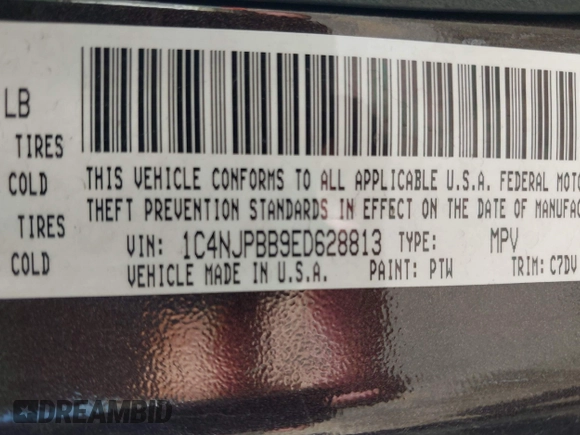 LB
TIRES
COLD
TIRES
COLD
THIS VEHICLE CONFORMS TO ALL APPLICABLE U.S.A. FEDERAL MOTO
THEFT PREVENTION STANDARDS IN EFFECT ON THE DATE OF MANUFAC
VIN: 1C4NJPBB9ED628813 TYPE: MPV
VEHICLE MADE IN U.S.A. PAINT: PTW TRIM: C7DV
DREAMBID